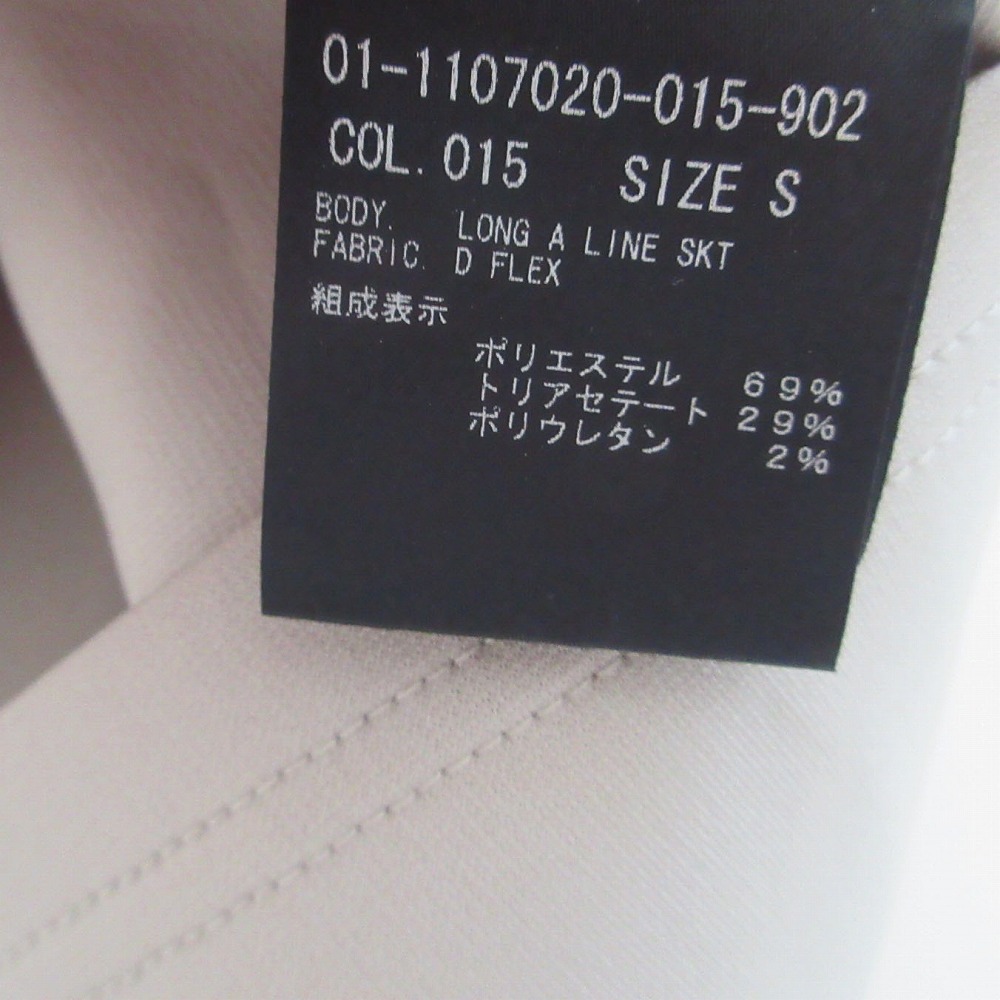 01-1107020-015-902
COL. 015 SIZE S
BODY. LONG A LINE SKT
FABRIC. D FLEX
組成表示
ポリエステル 69%
トリアセテート 29%
ポリウレタン 2%